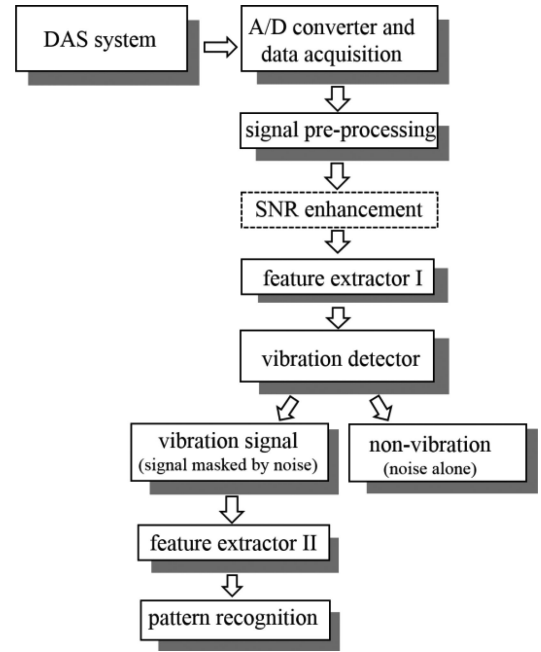 DAS system
A/D converter and
data acquisition
signal pre-processing
SNR enhancement
feature extractor I
vibration detector
vibration signal
(signal masked by noise)
non-vibration
(noise alone)
feature extractor II
pattern recognition